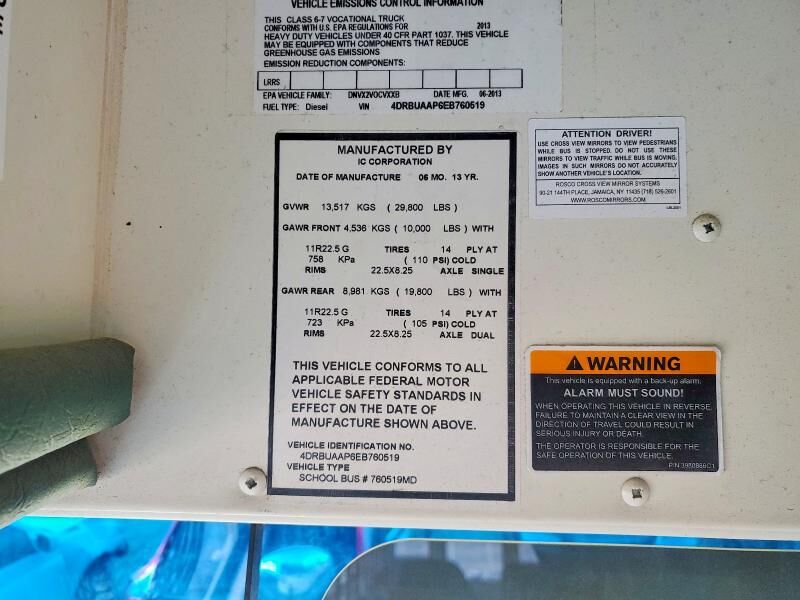 VEHICLE EMISSIONS CONTROL INFORMATION
THIS CLASS 6-7 VOCATIONAL TRUCK
CONFORMS WITH U.S. EPA REGULATIONS FOR 2013
HEAVY DUTY VEHICLES UNDER 40 CFR PART 1037. THIS VEHICLE
MAY BE EQUIPPED WITH COMPONENTS THAT REDUCE
GREENHOUSE GAS EMISSIONS
EMISSION REDUCTION COMPONENTS:
LRRS
EPA VEHICLE FAMILY: DNVX2VOCVXXB DATE MFG. 06-2013
FUEL TYPE: Diesel VIN 4DRBUAAP6EB760519
MANUFACTURED BY
IC CORPORATION
DATE OF MANUFACTURE 06 MO. 13 YR.
GVWR 13,517 KGS ( 29,800 LBS )
GAWR FRONT 4,536 KGS ( 10,000 LBS ) WITH
11R22.5 G TIRES 14 PLY AT
758 KPa ( 110 PSI) COLD
RIMS 22.5X8.25 AXLE SINGLE
GAWR REAR 8,981 KGS ( 19,800 LBS ) WITH
11R22.5 G TIRES 14 PLY AT
723 KPa ( 105 PSI) COLD
RIMS 22.5X8.25 AXLE DUAL
THIS VEHICLE CONFORMS TO ALL
APPLICABLE FEDERAL MOTOR
VEHICLE SAFETY STANDARDS IN
EFFECT ON THE DATE OF
MANUFACTURE SHOWN ABOVE.
VEHICLE IDENTIFICATION NO.
4DRBUAAP6EB760519
VEHICLE TYPE
SCHOOL BUS # 760519MD
ATTENTION DRIVER!
USE CROSS VIEW MIRRORS TO VIEW PEDESTRIANS
WHILE BUS IS STOPPED. DO NOT USE THESE
MIRRORS TO VIEW TRAFFIC WHILE BUS IS MOVING.
IMAGES IN SUCH MIRRORS DO NOT ACCURATELY
SHOW ANOTHER VEHICLE'S LOCATION.
ROSCO CROSS VIEW MIRROR SYSTEMS
90-21 144TH PLACE, JAMAICA, NY 11435 (718) 526-2601
WWW.ROSCOMIRRORS.COM
WARNING
This vehicle is equipped with a back-up alarm.
ALARM MUST SOUND!
WHEN OPERATING THIS VEHICLE IN REVERSE,
FAILURE TO MAINTAIN A CLEAR VIEW IN THE
DIRECTION OF TRAVEL COULD RESULT IN
SERIOUS INJURY OR DEATH.
THE OPERATOR IS RESPONSIBLE FOR THE
SAFE OPERATION OF THIS VEHICLE.
P/N 3980866C1